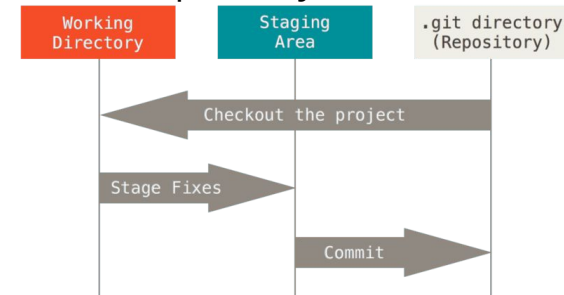 Working
Directory
Staging
Area
.git directory
(Repository)
Checkout the project
Stage Fixes
Commit